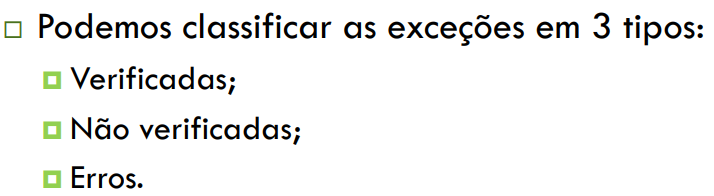 Podemos classificar as exceções em 3 tipos:
Verificadas;
Não verificadas;
Erros.